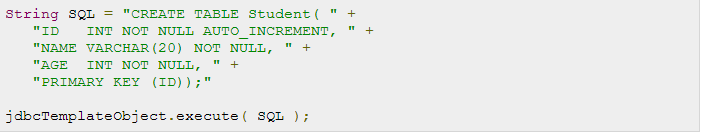 String SQL = "CREATE TABLE Student( " +
"ID   INT NOT NULL AUTO_INCREMENT, " +
"NAME VARCHAR(20) NOT NULL, " +
"AGE  INT NOT NULL, " +
"PRIMARY KEY (ID));"
jdbcTemplateObject.execute( SQL );